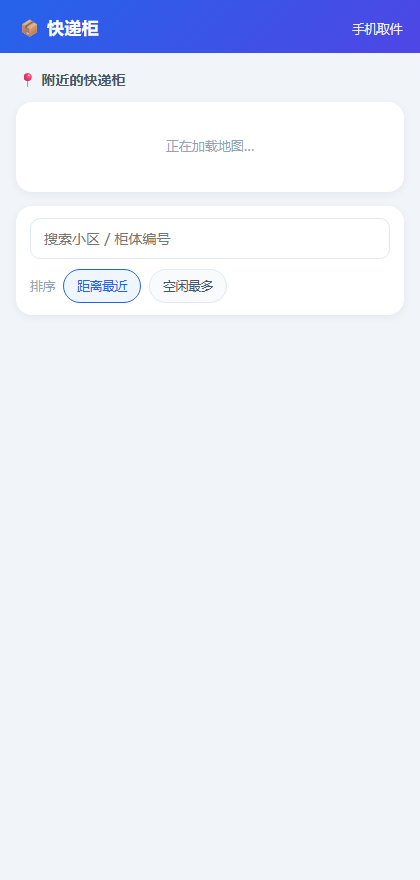 快递柜 手机取件
附近的快递柜
正在加载地图...
搜索小区 / 柜体编号
排序 距离最近 空闲最多